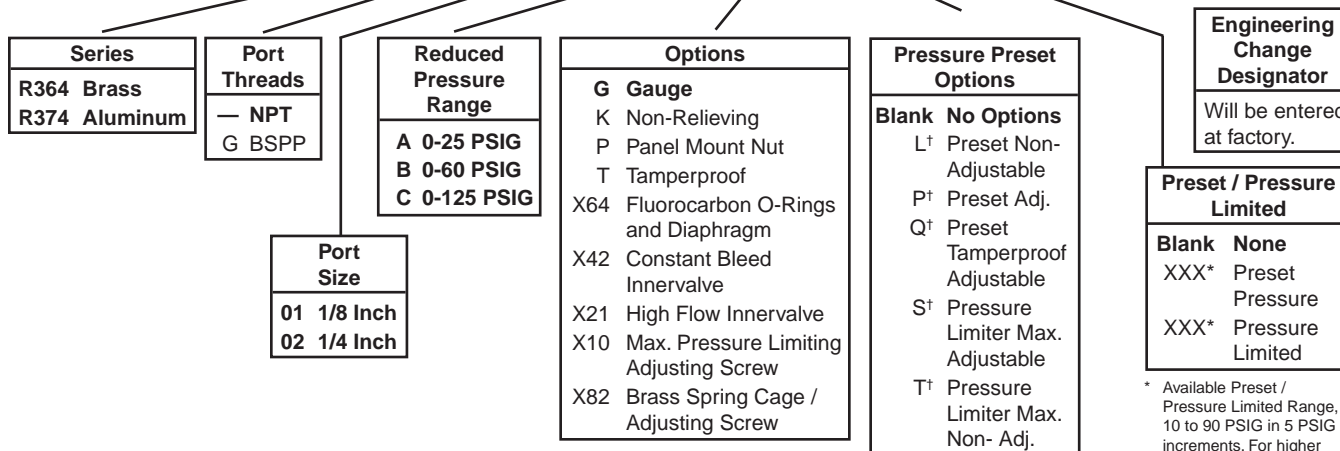 Series
R364 Brass
R374 Aluminum
Port
Threads
— NPT
G BSPP
Port
Size
01 1/8 Inch
02 1/4 Inch
Reduced
Pressure
Range
A 0-25 PSIG
B 0-60 PSIG
C 0-125 PSIG
Options
G Gauge
K Non-Relieving
P Panel Mount Nut
T Tamperproof
X64 Fluorocarbon O-Rings
and Diaphragm
X42 Constant Bleed
Innervalve
X21 High Flow Innervalve
X10 Max. Pressure Limiting
Adjusting Screw
X82 Brass Spring Cage /
Adjusting Screw
Pressure Preset
Options
Blank No Options
L† Preset Non-
Adjustable
P† Preset Adj.
Q† Preset
Tamperproof
Adjustable
S† Pressure
Limiter Max.
Adjustable
T† Pressure
Limiter Max.
Non- Adj.
Engineering
Change
Designator
Will be entered
at factory.
Preset / Pressure
Limited
Blank None
XXX* Preset
Pressure
XXX* Pressure
Limited
* Available Preset /
Pressure Limited Range,
10 to 90 PSIG in 5 PSIG
increments. For higher